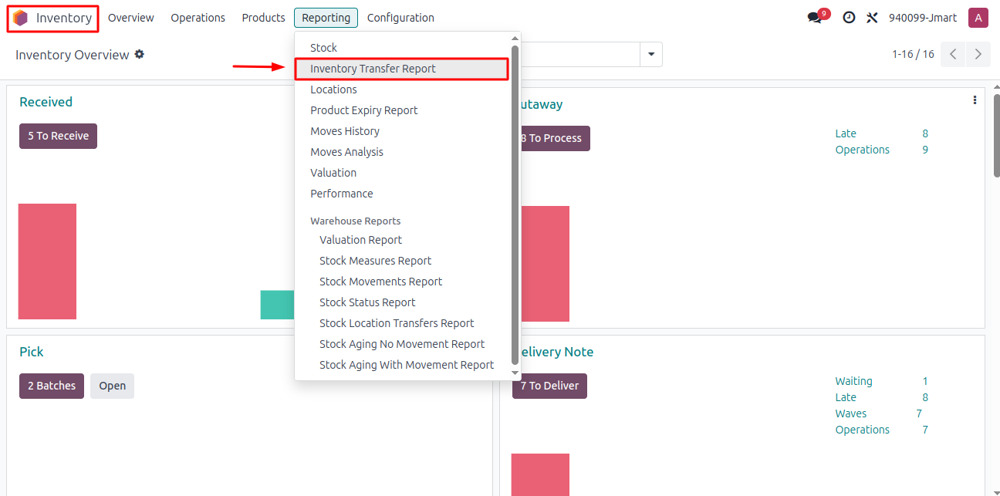 Inventory Overview Operations Products Reporting Configuration 9 940099-Jmart A
Inventory Overview 1-16 / 16
Stock
Inventory Transfer Report
Locations
Product Expiry Report
Moves History
Moves Analysis
Valuation
Performance
Warehouse Reports
Valuation Report
Stock Measures Report
Stock Movements Report
Stock Status Report
Stock Location Transfers Report
Stock Aging No Movement Report
Stock Aging With Movement Report
Received
5 To Receive
utaway
8 To Process
Late 8
Operations 9
Pick
2 Batches Open
elivery Note
7 To Deliver
Waiting 1
Late 8
Waves 7
Operations 7